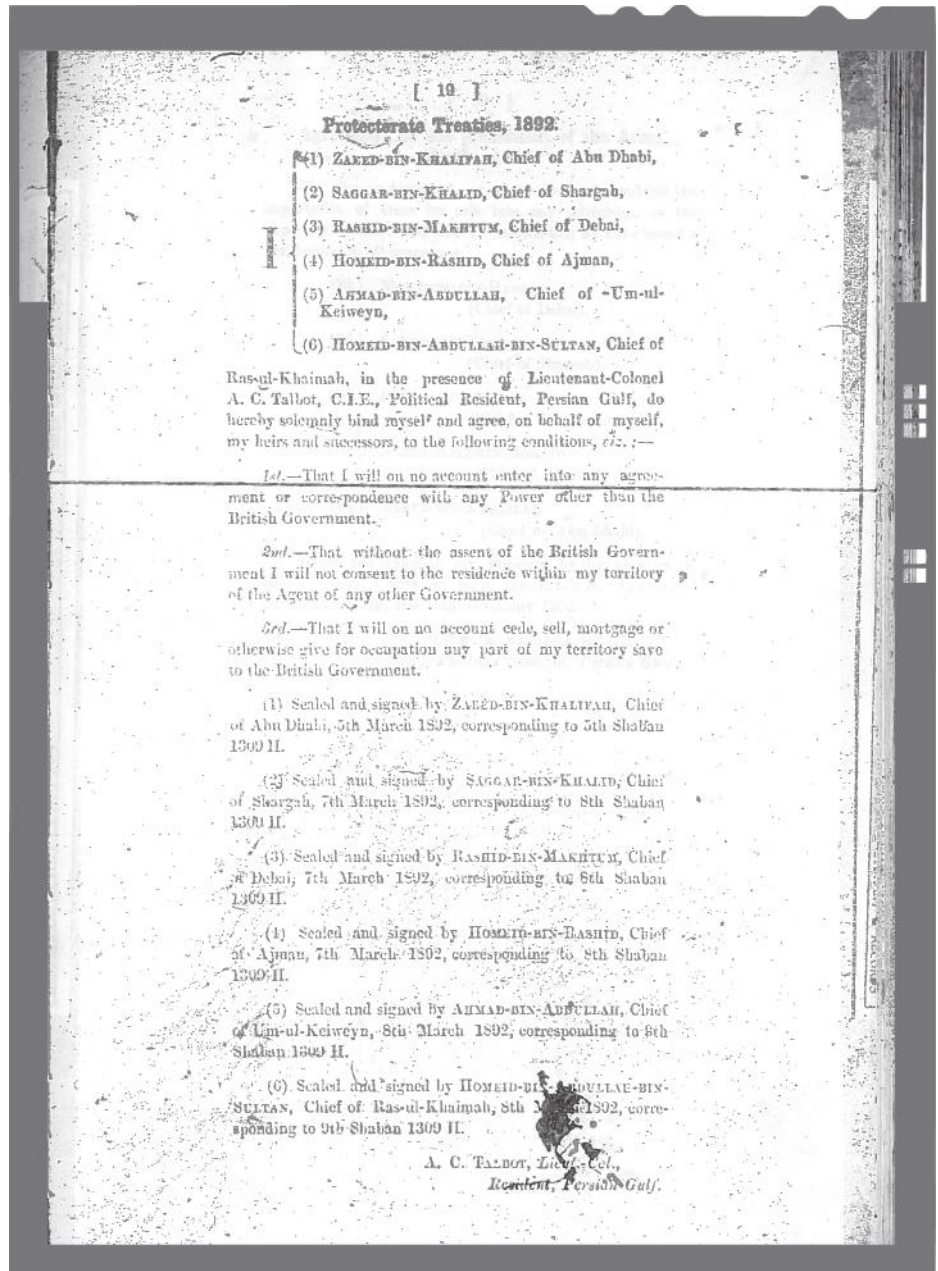 [ 19 ]
Protectorate Treaties, 1892.
(1) ZAEED-BIN-KHALIFAH, Chief of Abu Dhabi,
(2) SAGGAR-BIN-KHALID, Chief of Shargah,
I
(3) RASHID-BIN-MAKHTUM, Chief of Debai,
(4) HOMEID-BIN-RASHID, Chief of Ajman,
(5) AHMAD-BIN-ABDULLAH, Chief of Um-ul-
Keiweyn,
(6) HOMEID-BIN-ABDULLAH-BIN-SULTAN, Chief of
Ras-ul-Khaimah, in the presence of Lieutenant-Colonel
A. C. Talbot, C.I.E., Political Resident, Persian Gulf, do
hereby solemnly bind myself and agree, on behalf of myself,
my heirs and successors, to the following conditions, viz. :—
1st.—That I will on no account enter into any agree-
ment or correspondence with any Power other than the
British Government.
2nd.—That without the assent of the British Govern-
ment I will not consent to the residence within my territory
of the Agent of any other Government.
3rd.—That I will on no account cede, sell, mortgage or
otherwise give for occupation any part of my territory save
to the British Government.
(1) Sealed and signed by ZAEED-BIN-KHALIFAH, Chief
of Abu Dhabi, 5th March 1892, corresponding to 5th Shaban
1309 H.
(2) Sealed and signed by SAGGAR-BIN-KHALID, Chief
of Shargah, 7th March 1892, corresponding to 8th Shaban
1309 H.
(3) Sealed and signed by RASHID-BIN-MAKHTUM, Chief
of Debai, 7th March 1892, corresponding to 8th Shaban
1309 H.
(4) Sealed and signed by HOMEID-BIN-RASHID, Chief
of Ajman, 7th March 1892, corresponding to 8th Shaban
1309 H.
(5) Sealed and signed by AHMAD-BIN-ABDULLAH, Chief
of Um-ul-Keiweyn, 8th March 1892, corresponding to 8th
Shaban 1309 H.
(6) Sealed and signed by HOMEID-BIN-ABDULLAH-BIN-
SULTAN, Chief of Ras-ul-Khaimah, 8th March 1892, corre-
sponding to 9th Shaban 1309 H.
A. C. TALBOT, Lieut.-Col.,
Resident, Persian Gulf.